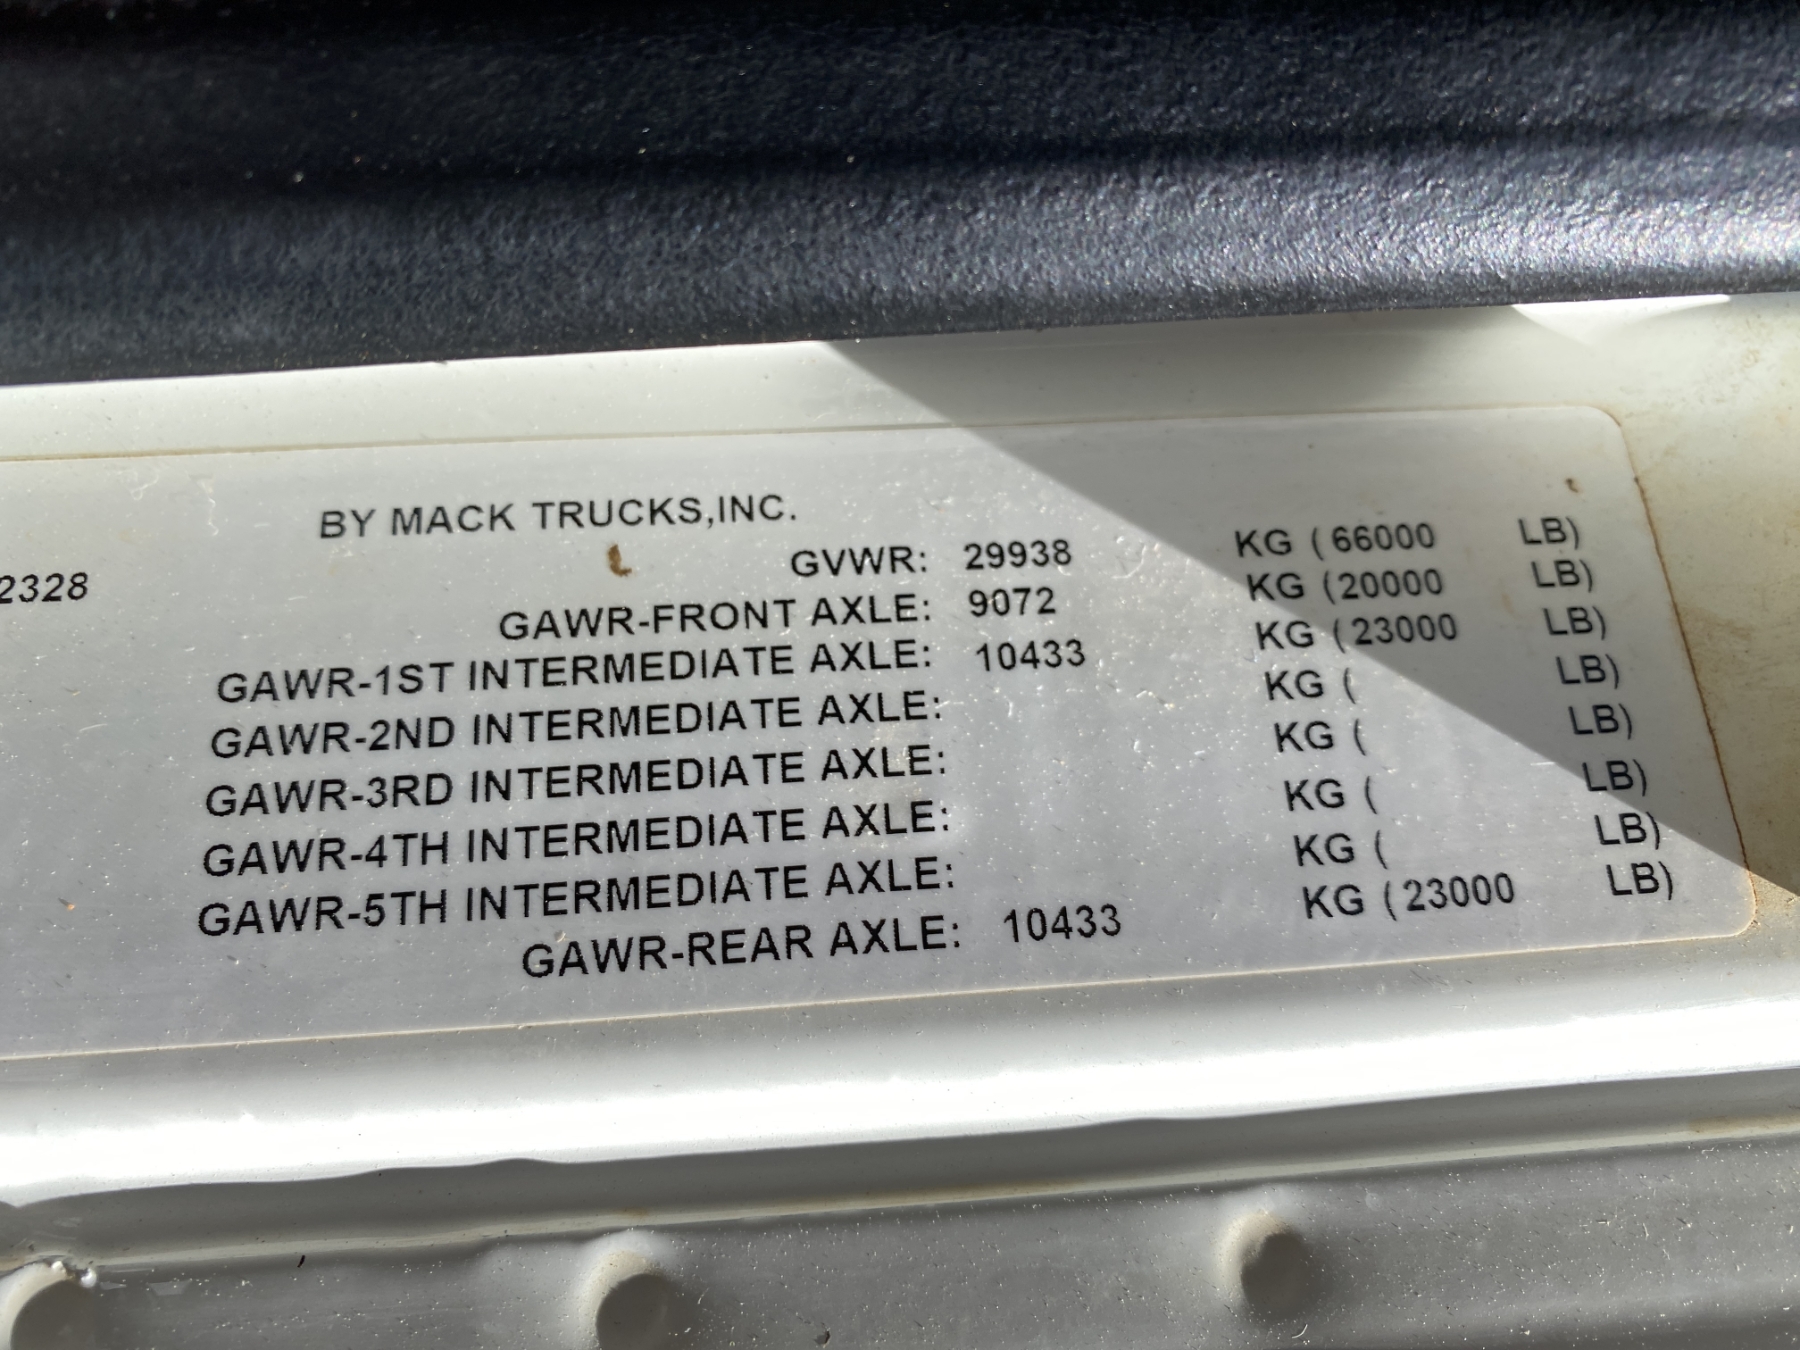 BY MACK TRUCKS,INC.
2328
GVWR: 29938 KG (66000 LB)
GAWR-FRONT AXLE: 9072 KG (20000 LB)
GAWR-1ST INTERMEDIATE AXLE: 10433 KG (23000 LB)
GAWR-2ND INTERMEDIATE AXLE: KG ( LB)
GAWR-3RD INTERMEDIATE AXLE: KG ( LB)
GAWR-4TH INTERMEDIATE AXLE: KG ( LB)
GAWR-5TH INTERMEDIATE AXLE: KG ( LB)
GAWR-REAR AXLE: 10433 KG (23000 LB)